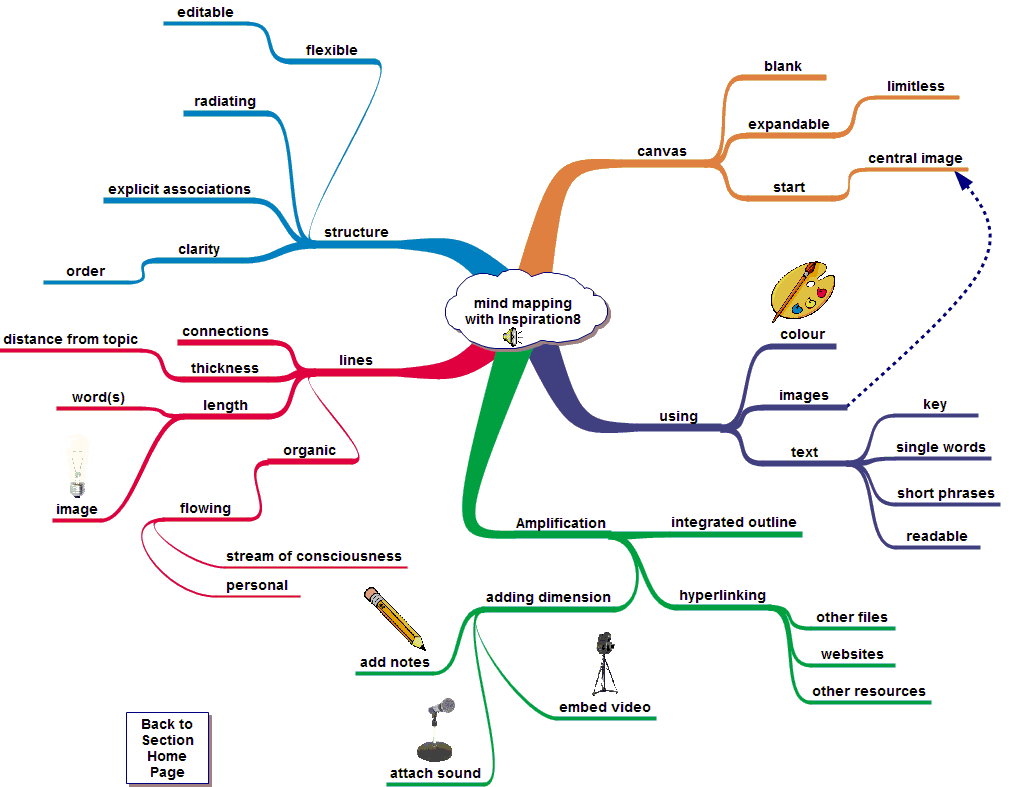 mind mapping
with Inspiration8
canvas
blank
expandable
limitless
start
central image
using
colour
images
text
key
single words
short phrases
readable
Amplification
integrated outline
hyperlinking
other files
websites
other resources
adding dimension
add notes
embed video
attach sound
lines
connections
thickness
distance from topic
length
word(s)
image
organic
flowing
stream of consciousness
personal
structure
flexible
editable
radiating
explicit associations
clarity
order
Back to
Section
Home
Page